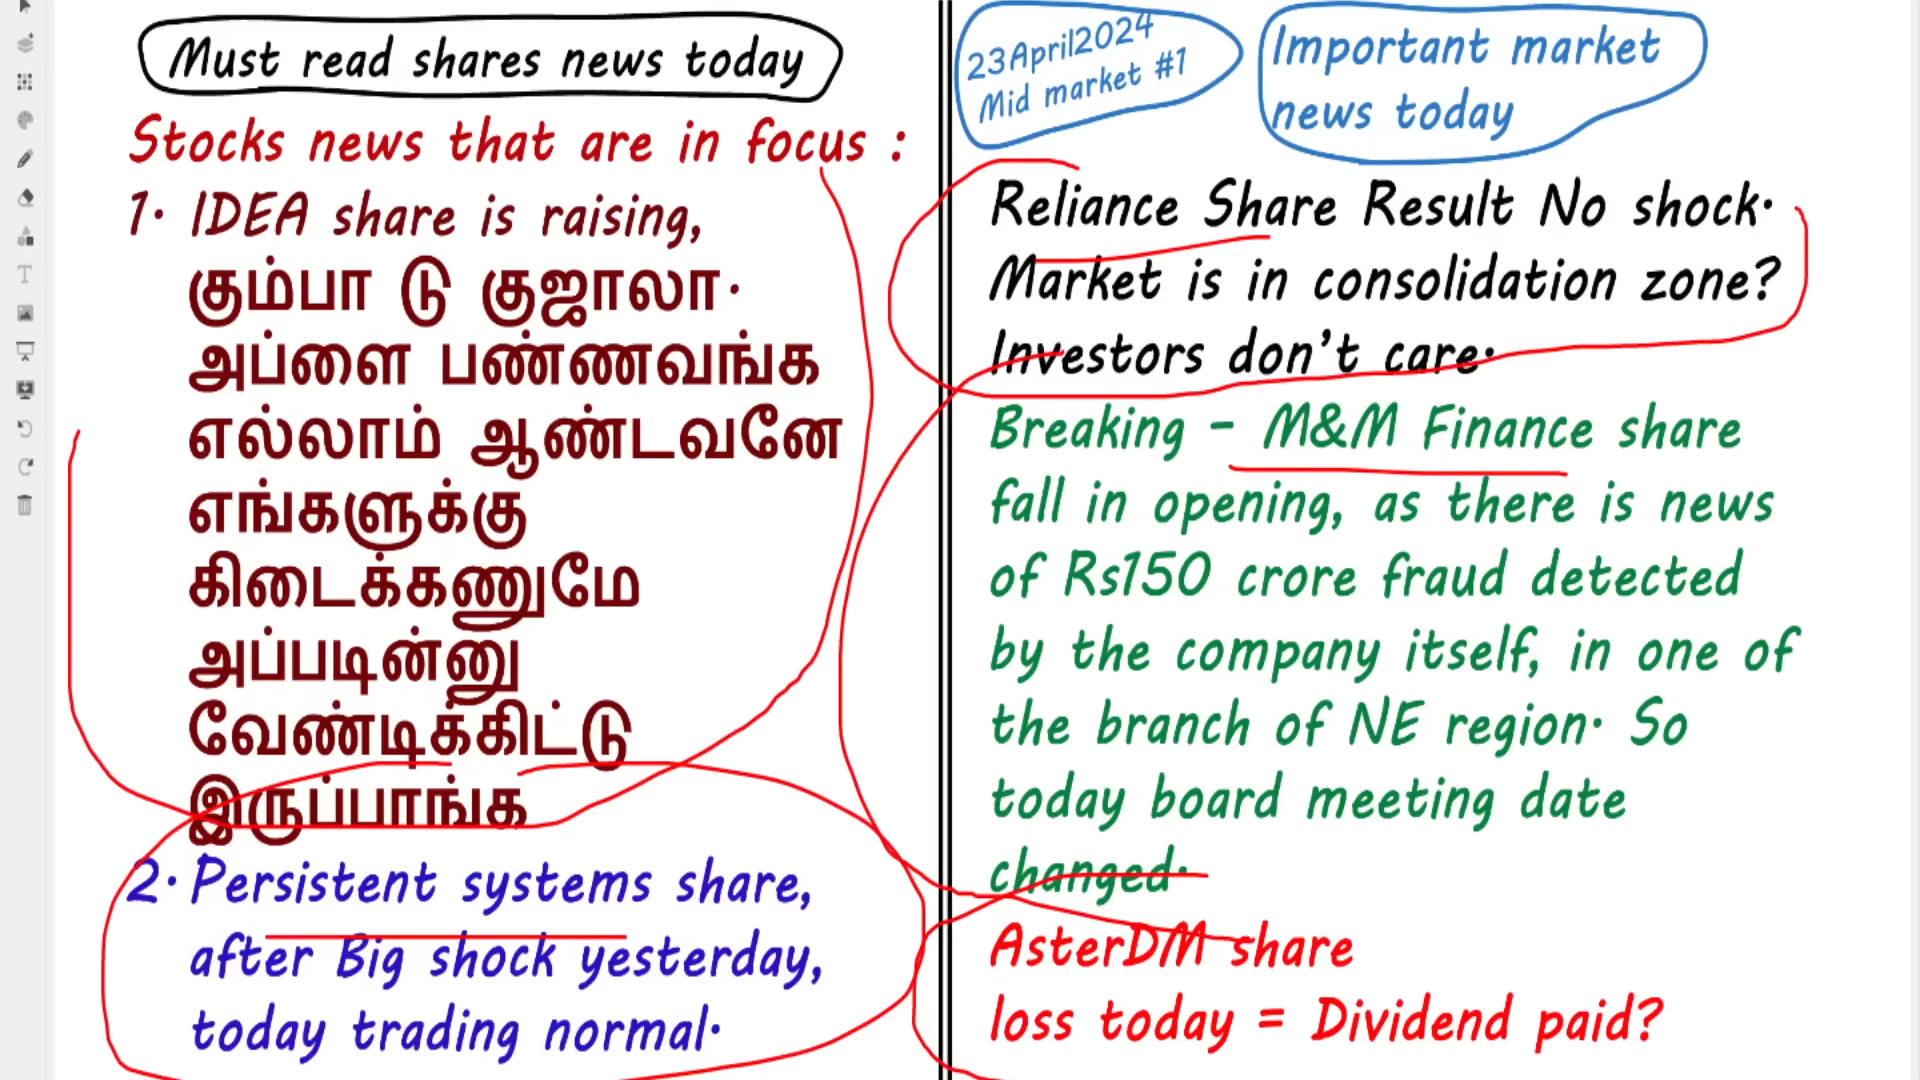 Must read shares news today
Stocks news that are in focus :
1. IDEA share is raising,
கும்பா டு குஜாலா.
அப்ளை பண்ணவங்க
எல்லாம் ஆண்டவனே
எங்களுக்கு
கிடைக்கணுமே
அப்படின்னு
வேண்டிக்கிட்டு
இருப்பாங்க
2. Persistent systems share,
after Big shock yesterday,
today trading normal.
23April2024
Mid market #1
Important market
news today
Reliance Share Result No shock.
Market is in consolidation zone?
Investors don't care.
Breaking - M&M Finance share
fall in opening, as there is news
of Rs150 crore fraud detected
by the company itself, in one of
the branch of NE region. So
today board meeting date
changed.
AsterDM share
loss today = Dividend paid?